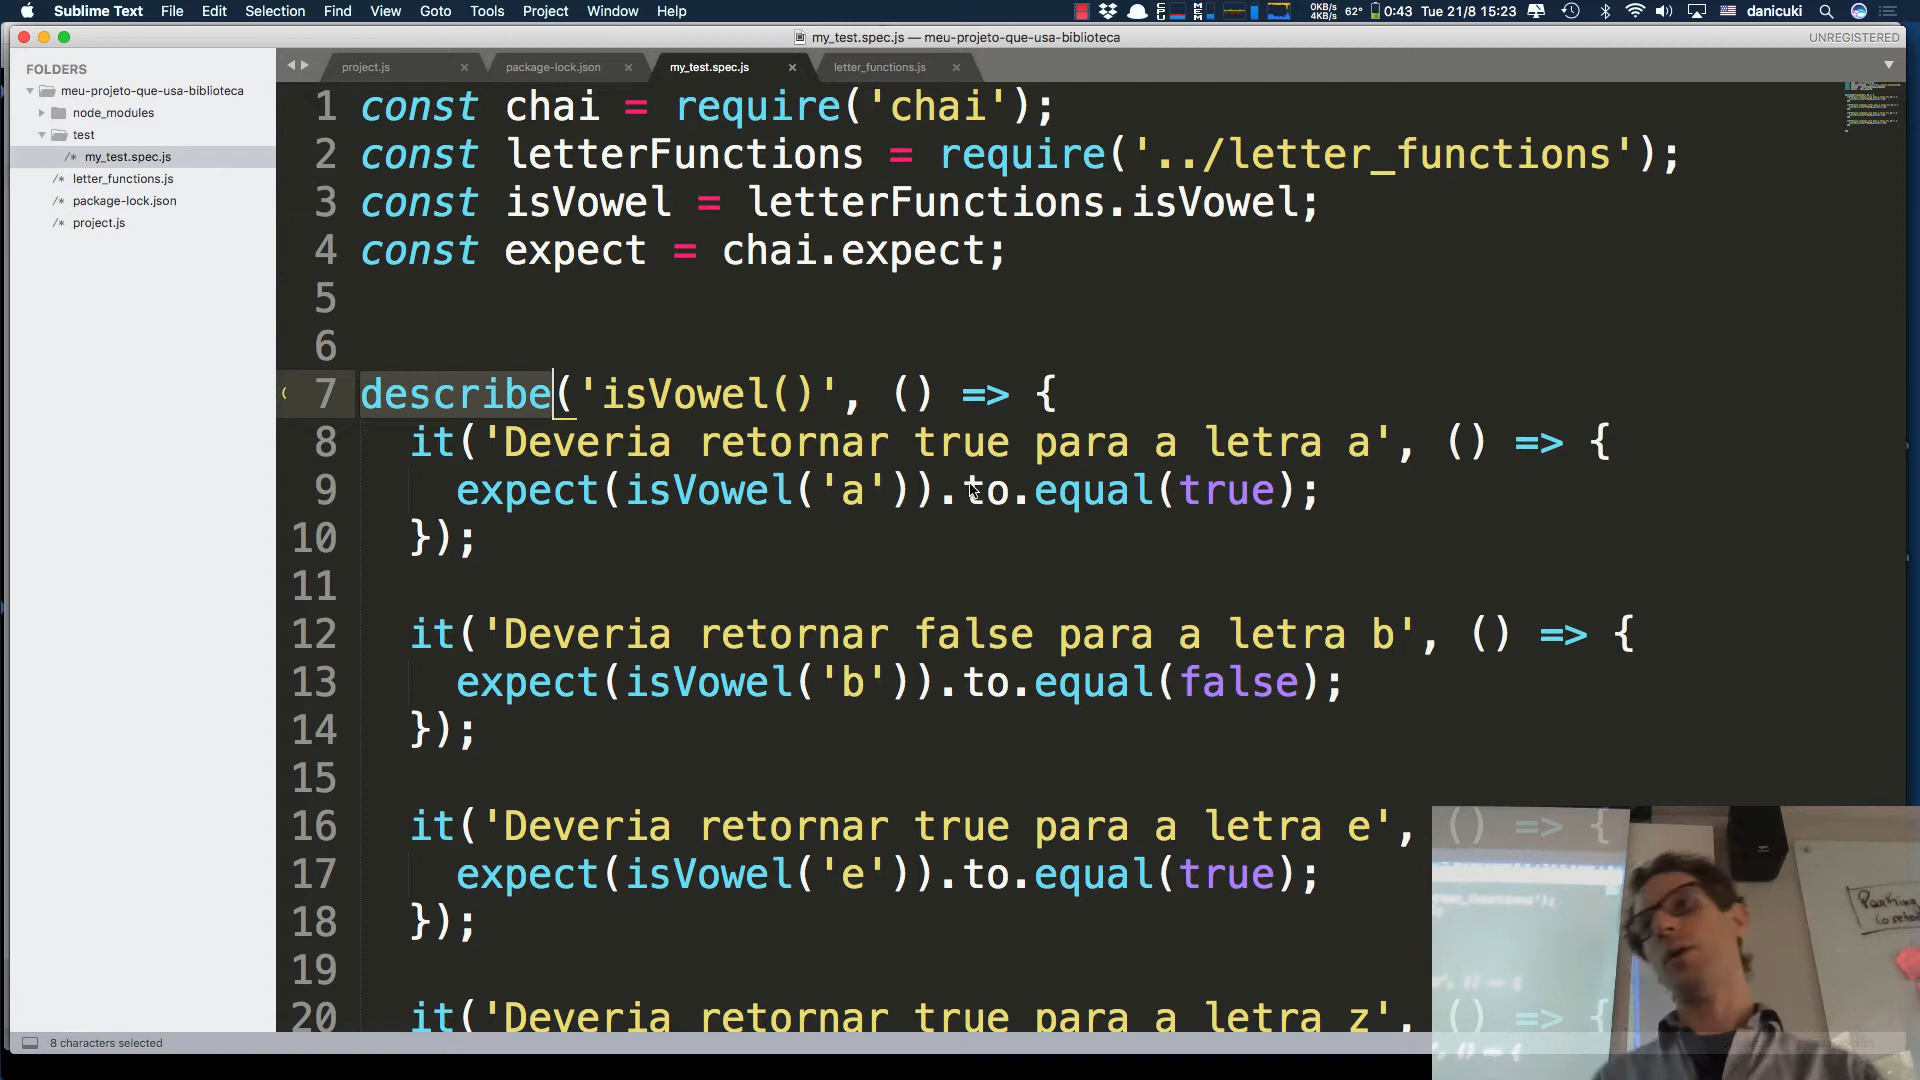 Sublime Text File Edit Selection Find View Goto Tools Project Window Help
0KB/s 4KB/s 62° 0:43 Tue 21/8 15:23 danicuki
my_test.spec.js — meu-projeto-que-usa-biblioteca
UNREGISTERED
FOLDERS
meu-projeto-que-usa-biblioteca
node_modules
test
/* my_test.spec.js
/* letter_functions.js
/* package-lock.json
/* project.js
project.js × package-lock.json × my_test.spec.js × letter_functions.js ×
1 const chai = require('chai');
2 const letterFunctions = require('../letter_functions');
3 const isVowel = letterFunctions.isVowel;
4 const expect = chai.expect;
5
6
7 describe('isVowel()', () => {
8 it('Deveria retornar true para a letra a', () => {
9 expect(isVowel('a')).to.equal(true);
10 });
11
12 it('Deveria retornar false para a letra b', () => {
13 expect(isVowel('b')).to.equal(false);
14 });
15
16 it('Deveria retornar true para a letra e', () => {
17 expect(isVowel('e')).to.equal(true);
18 });
19
20 it('Deveria retornar true para a letra z', () => {
8 characters selected
Parking